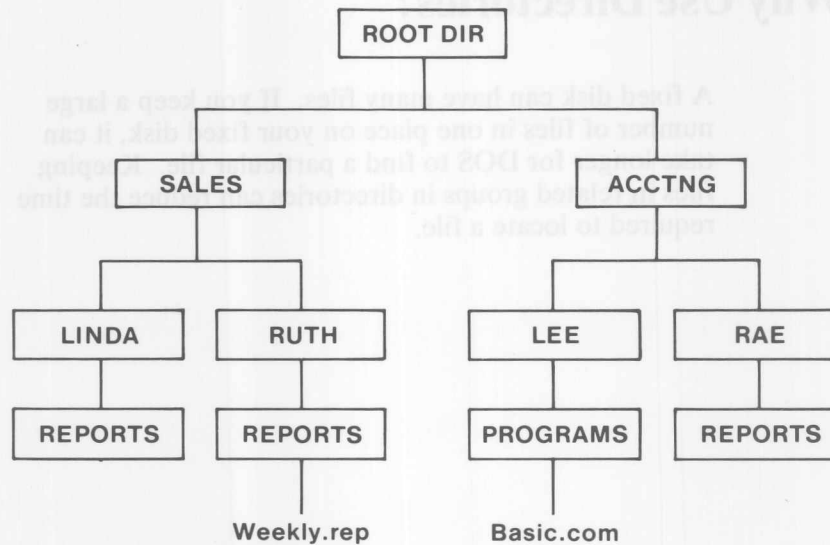 ROOT DIR
SALES ACCTNG
LINDA RUTH LEE RAE
REPORTS REPORTS PROGRAMS REPORTS
Weekly.rep Basic.com